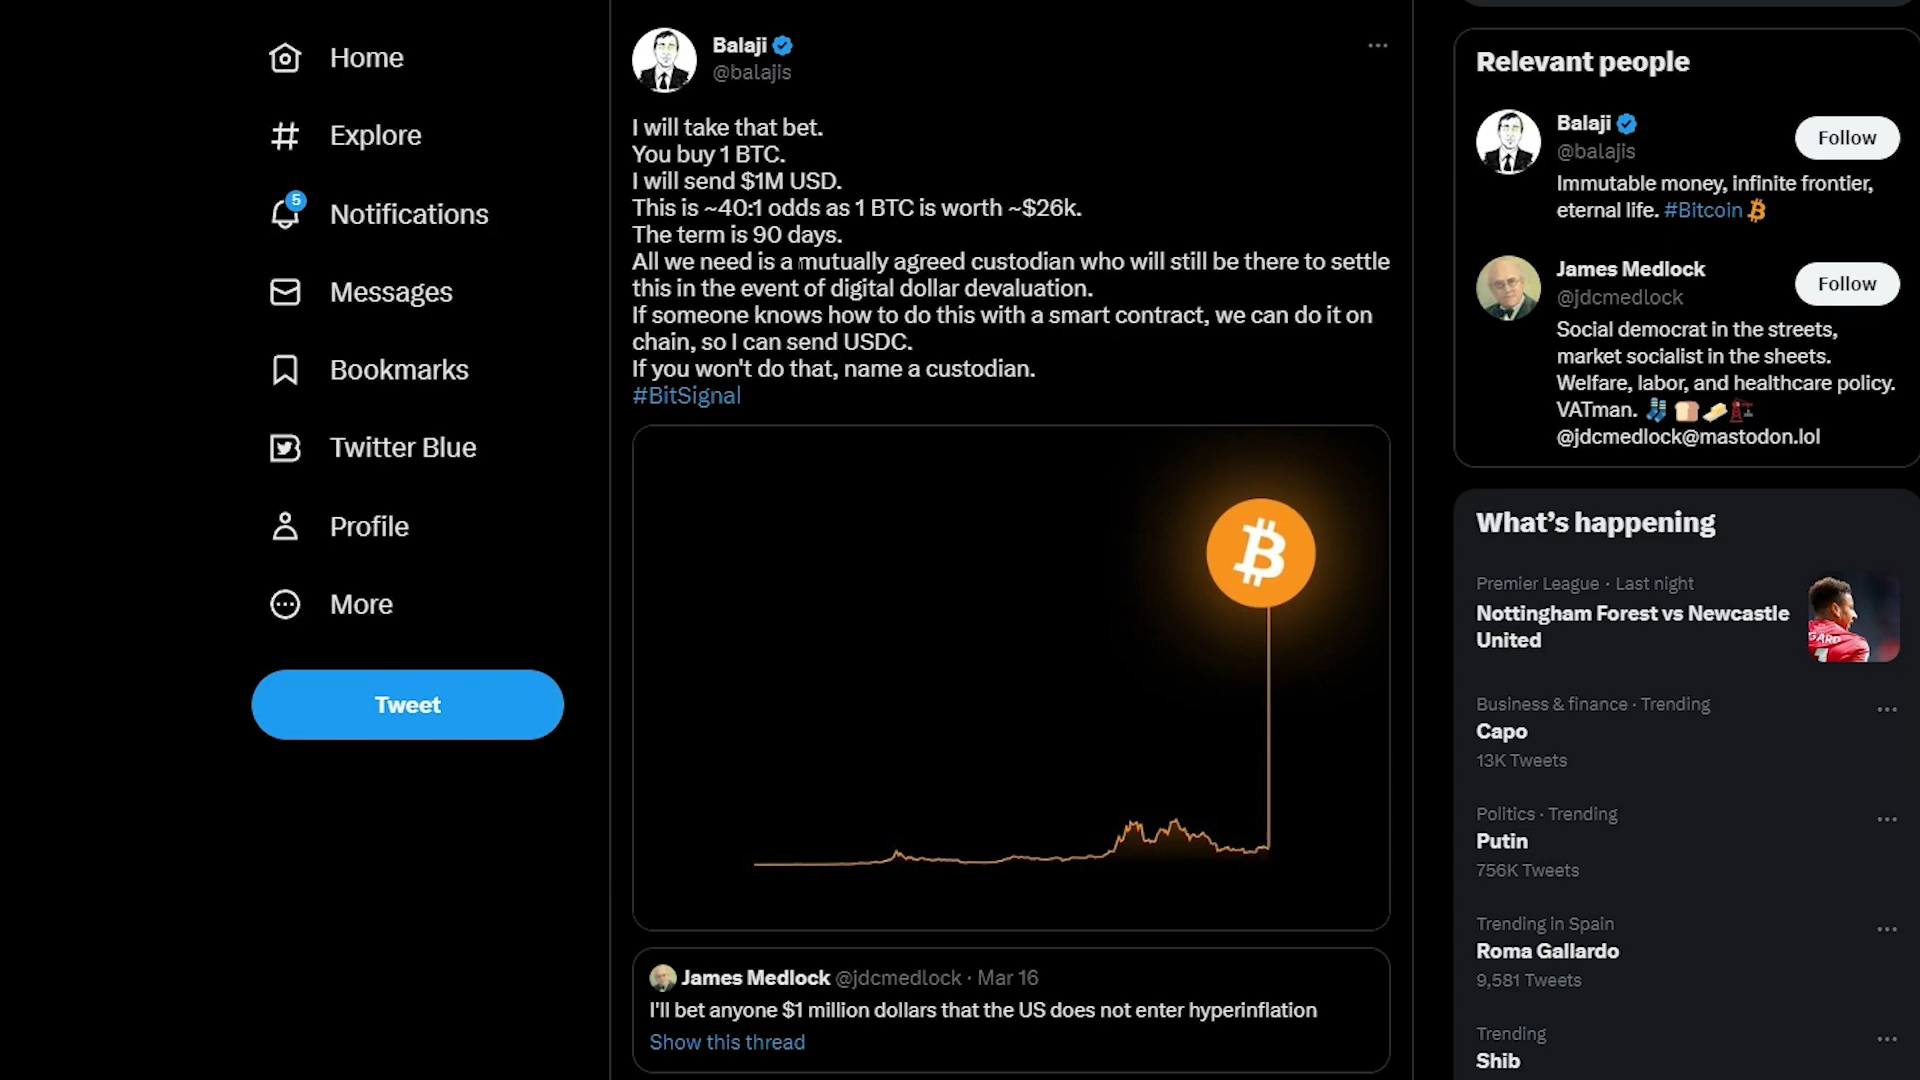 Home
Explore
5
Notifications
Messages
Bookmarks
Twitter Blue
Profile
More
Tweet
Balaji
@balajis
I will take that bet.
You buy 1 BTC.
I will send $1M USD.
This is ~40:1 odds as 1 BTC is worth ~$26k.
The term is 90 days.
All we need is a mutually agreed custodian who will still be there to settle
this in the event of digital dollar devaluation.
If someone knows how to do this with a smart contract, we can do it on
chain, so I can send USDC.
If you won't do that, name a custodian.
#BitSignal
James Medlock @jdcmedlock · Mar 16
I'll bet anyone $1 million dollars that the US does not enter hyperinflation
Show this thread
Relevant people
Balaji
@balajis
Follow
Immutable money, infinite frontier,
eternal life. #Bitcoin
James Medlock
@jdcmedlock
Follow
Social democrat in the streets,
market socialist in the sheets.
Welfare, labor, and healthcare policy.
VATman. 🧦🍞🧈🏗️
@jdcmedlock@mastodon.lol
What's happening
Premier League · Last night
Nottingham Forest vs Newcastle
United
Business & finance · Trending
Capo
13K Tweets
Politics · Trending
Putin
756K Tweets
Trending in Spain
Roma Gallardo
9,581 Tweets
Trending
Shib